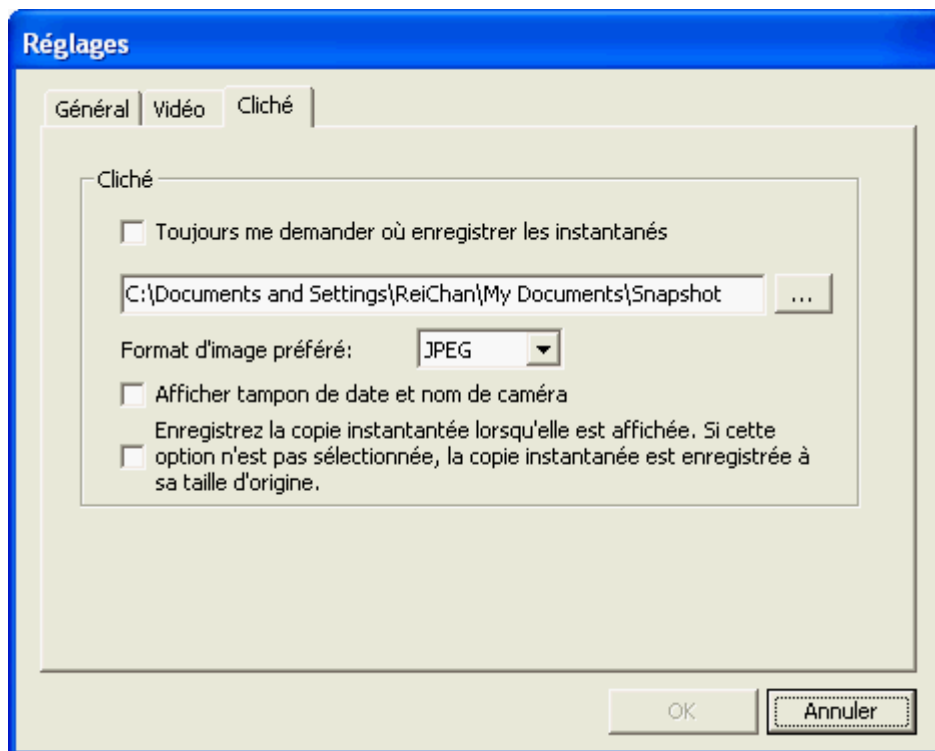 Réglages
Général
Vidéo
Cliché
Cliché
Toujours me demander où enregistrer les instantanés
C:\Documents and Settings\ReiChan\My Documents\Snapshot
...
Format d'image préféré:
JPEG
Afficher tampon de date et nom de caméra
Enregistrez la copie instantantée lorsqu'elle est affichée. Si cette
option n'est pas sélectionnée, la copie instantanée est enregistrée à
sa taille d'origine.
OK
Annuler